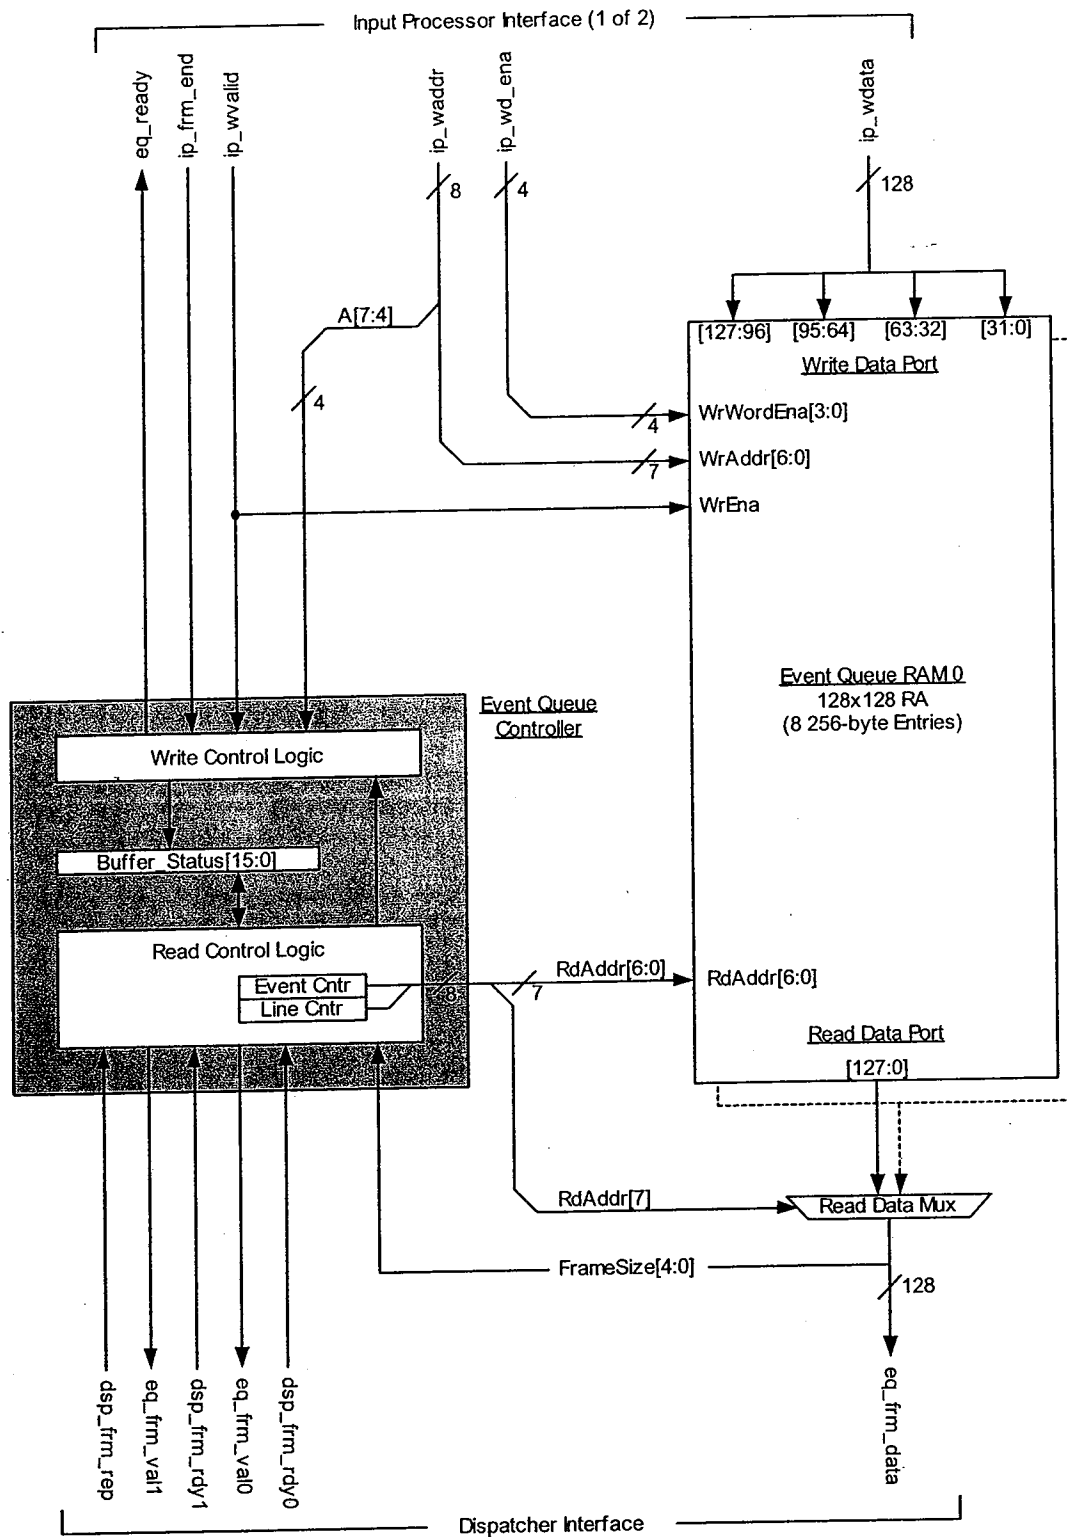 Input Processor Interface (1 of 2)
eq_ready
ip_frm_end
ip_wvalid
ip_waddr
ip_wd_ena
ip_wdata
8
4
128
A[7:4]
4
[127:96] [95:64] [63:32] [31:0]
Write Data Port
4
WrWordEna[3:0]
7
WrAddr[6:0]
WrEna
Event Queue RAM 0
128x128 RA
(8 256-byte Entries)
Event Queue
Controller
Write Control Logic
Buffer_Status[15:0]
Read Control Logic
Event Cntr
Line Cntr
8
7
RdAddr[6:0]
RdAddr[6:0]
Read Data Port
[127:0]
RdAddr[7]
Read Data Mux
FrameSize[4:0]
128
dsp_frm_rep
eq_frm_val1
dsp_frm_rdy1
eq_frm_val0
dsp_frm_rdy0
eq_frm_data
Dispatcher Interface